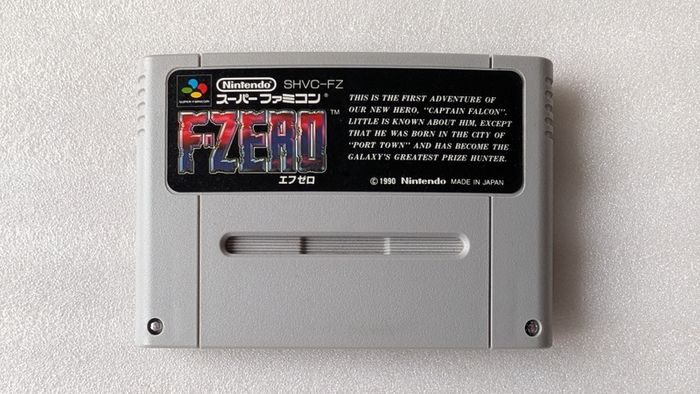 SUPER FAMICOM
Nintendo SHVC-FZ
スーパーファミコン®
F-ZERO™
エフゼロ
THIS IS THE FIRST ADVENTURE OF
OUR NEW HERO, "CAPTAIN FALCON".
LITTLE IS KNOWN ABOUT HIM, EXCEPT
THAT HE WAS BORN IN THE CITY OF
"PORT TOWN" AND HAS BECOME THE
GALAXY'S GREATEST PRIZE HUNTER.
© 1990 Nintendo MADE IN JAPAN